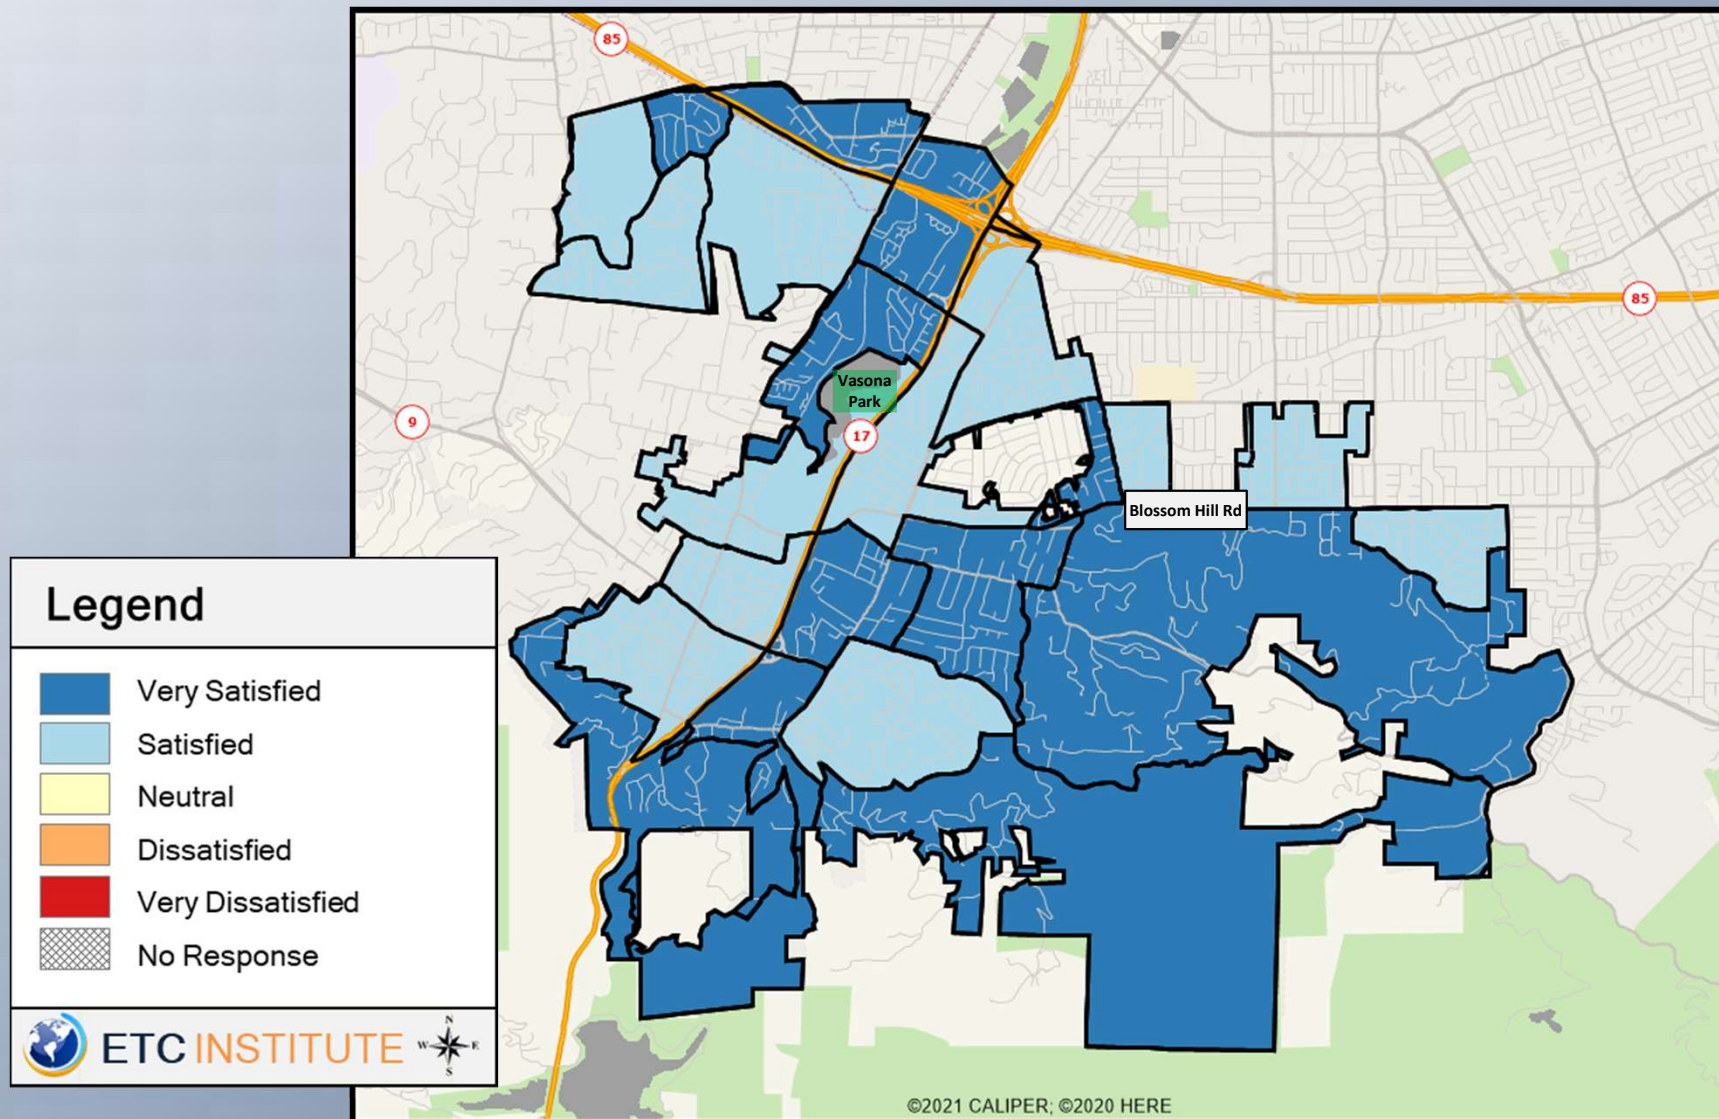 85
85
9
Vasona
Park
17
Blossom Hill Rd
Legend
Very Satisfied
Satisfied
Neutral
Dissatisfied
Very Dissatisfied
No Response
ETC INSTITUTE
N
W E
S
©2021 CALIPER; ©2020 HERE